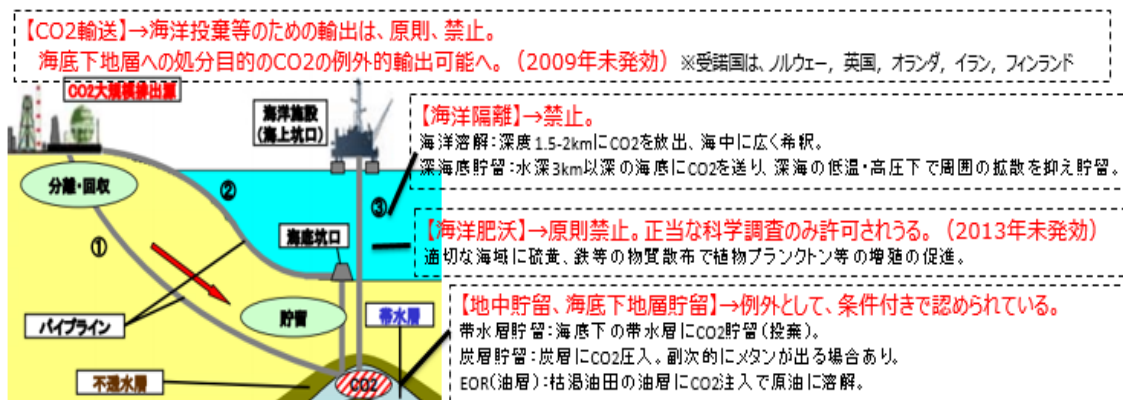 【CO2輸送】→海洋投棄等のための輸出は、原則、禁止。
海底下地層への処分目的のCO2の例外的輸出可能へ。（2009年未発効）※受諾国は、ノルウェー, 英国, オランダ, イラン, フィンランド
CO2大規模排出源
海洋施設
(海上坑口)
【海洋隔離】→禁止。
海洋溶解：深度1.5-2kmにCO2を放出、海中に広く希釈。
深海底貯留：水深3km以深の海底にCO2を送り、深海の低温・高圧下で周囲の拡散を抑え貯留。
分離・回収
②
③
①
海底坑口
【海洋肥沃】→原則禁止。正当な科学調査のみ許可されうる。（2013年未発効）
適切な海域に硫黄、鉄等の物質散布で植物プランクトン等の増殖の促進。
パイプライン
貯留
帯水層
【地中貯留、海底下地層貯留】→例外として、条件付きで認められている。
帯水層貯留：海底下の帯水層にCO2貯留(投棄)。
炭層貯留：炭層にCO2圧入。副次的にメタンが出る場合あり。
EOR(油層)：枯渇油田の油層にCO2注入で原油に溶解。
不透水層
CO2